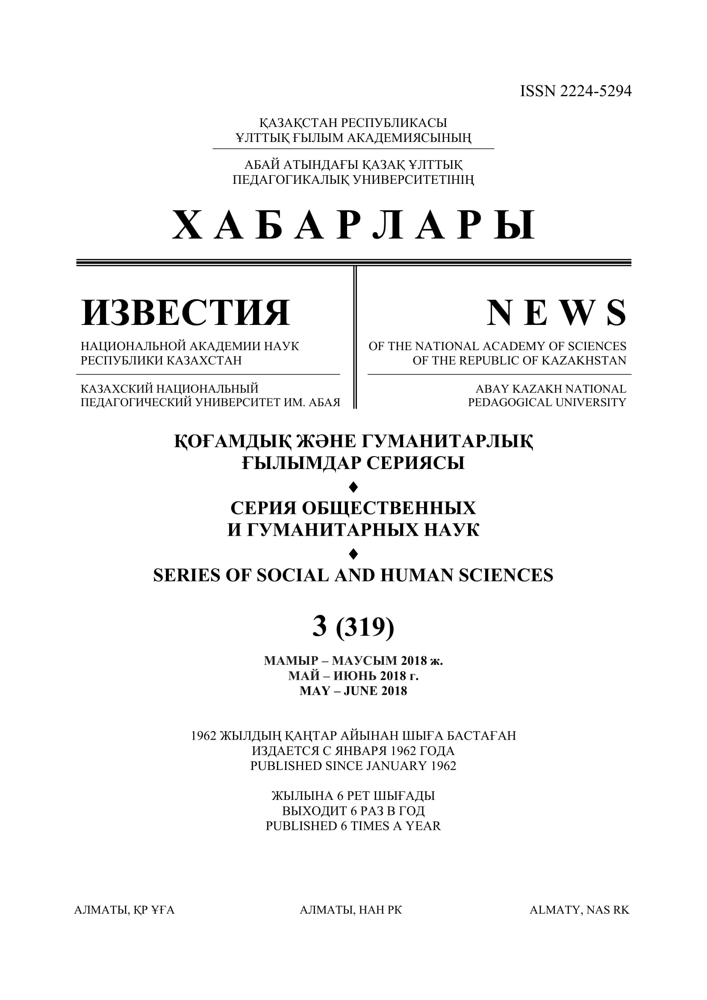 ISSN 2224-5294
ҚАЗАҚСТАН РЕСПУБЛИКАСЫ
ҰЛТТЫҚ ҒЫЛЫМ АКАДЕМИЯСЫНЫҢ
АБАЙ АТЫНДАҒЫ ҚАЗАҚ ҰЛТТЫҚ
ПЕДАГОГИКАЛЫҚ УНИВЕРСИТЕТІНІҢ
Х А Б А Р Л А Р Ы
ИЗВЕСТИЯ
НАЦИОНАЛЬНОЙ АКАДЕМИИ НАУК
РЕСПУБЛИКИ КАЗАХСТАН
КАЗАХСКИЙ НАЦИОНАЛЬНЫЙ
ПЕДАГОГИЧЕСКИЙ УНИВЕРСИТЕТ ИМ. АБАЯ
N E W S
OF THE NATIONAL ACADEMY OF SCIENCES
OF THE REPUBLIC OF KAZAKHSTAN
ABAY KAZAKH NATIONAL
PEDAGOGICAL UNIVERSITY
ҚОҒАМДЫҚ ЖӘНЕ ГУМАНИТАРЛЫҚ
ҒЫЛЫМДАР СЕРИЯСЫ
♦
СЕРИЯ ОБЩЕСТВЕННЫХ
И ГУМАНИТАРНЫХ НАУК
♦
SERIES OF SOCIAL AND HUMAN SCIENCES
3 (319)
МАМЫР – МАУСЫМ 2018 ж.
МАЙ – ИЮНЬ 2018 г.
MAY – JUNE 2018
1962 ЖЫЛДЫҢ ҚАҢТАР АЙЫНАН ШЫҒА БАСТАҒАН
ИЗДАЕТСЯ С ЯНВАРЯ 1962 ГОДА
PUBLISHED SINCE JANUARY 1962
ЖЫЛЫНА 6 РЕТ ШЫҒАДЫ
ВЫХОДИТ 6 РАЗ В ГОД
PUBLISHED 6 TIMES A YEAR
АЛМАТЫ, ҚР ҰҒА
АЛМАТЫ, НАН РК
ALMATY, NAS RK